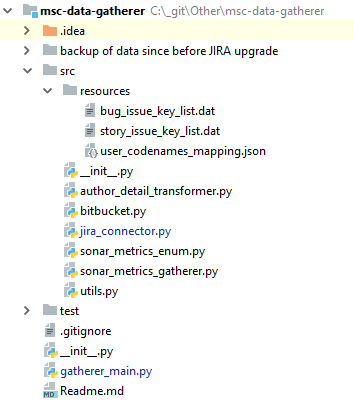 msc-data-gatherer C:\_git\Other\msc-data-gatherer
.idea
backup of data since before JIRA upgrade
src
resources
bug_issue_key_list.dat
story_issue_key_list.dat
user_codenames_mapping.json
__init__.py
author_detail_transformer.py
bitbucket.py
jira_connector.py
sonar_metrics_enum.py
sonar_metrics_gatherer.py
utils.py
test
.gitignore
__init__.py
gatherer_main.py
MD Readme.md